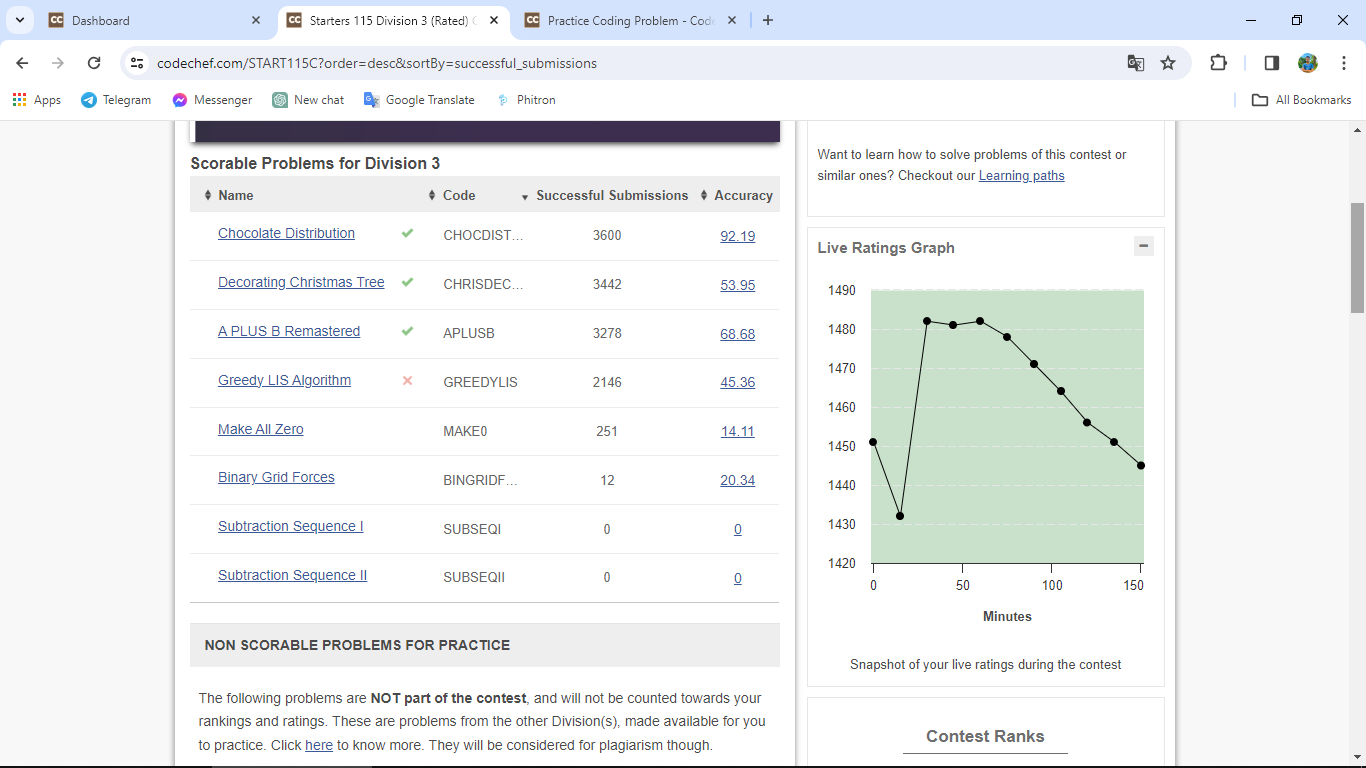 Dashboard
Starters 115 Division 3 (Rated)
Practice Coding Problem - Code
codechef.com/START115C?order=desc&sortBy=successful_submissions
Apps Telegram Messenger New chat Google Translate Phitron All Bookmarks
Scorable Problems for Division 3
Name Code Successful Submissions Accuracy
Chocolate Distribution CHOCDIST... 3600 92.19
Decorating Christmas Tree CHRISDEC... 3442 53.95
A PLUS B Remastered APLUSB 3278 68.68
Greedy LIS Algorithm GREEDYLIS 2146 45.36
Make All Zero MAKE0 251 14.11
Binary Grid Forces BINGRIDF... 12 20.34
Subtraction Sequence I SUBSEQI 0 0
Subtraction Sequence II SUBSEQII 0 0
NON SCORABLE PROBLEMS FOR PRACTICE
The following problems are NOT part of the contest, and will not be counted towards your
rankings and ratings. These are problems from the other Division(s), made available for you
to practice. Click here to know more. They will be considered for plagiarism though.
Want to learn how to solve problems of this contest or
similar ones? Checkout our Learning paths
Live Ratings Graph
1490
1480
1470
1460
1450
1440
1430
1420
0 50 100 150
Minutes
Snapshot of your live ratings during the contest
Contest Ranks